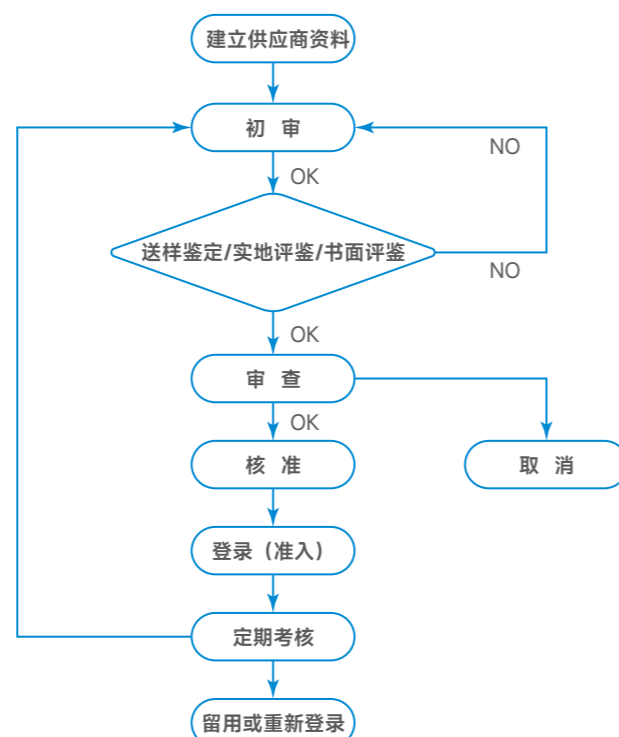 建立供应商资料
初 审
NO
OK
送样鉴定/实地评鉴/书面评鉴
NO
OK
审 查
OK
核 准
取 消
登录（准入）
定期考核
留用或重新登录